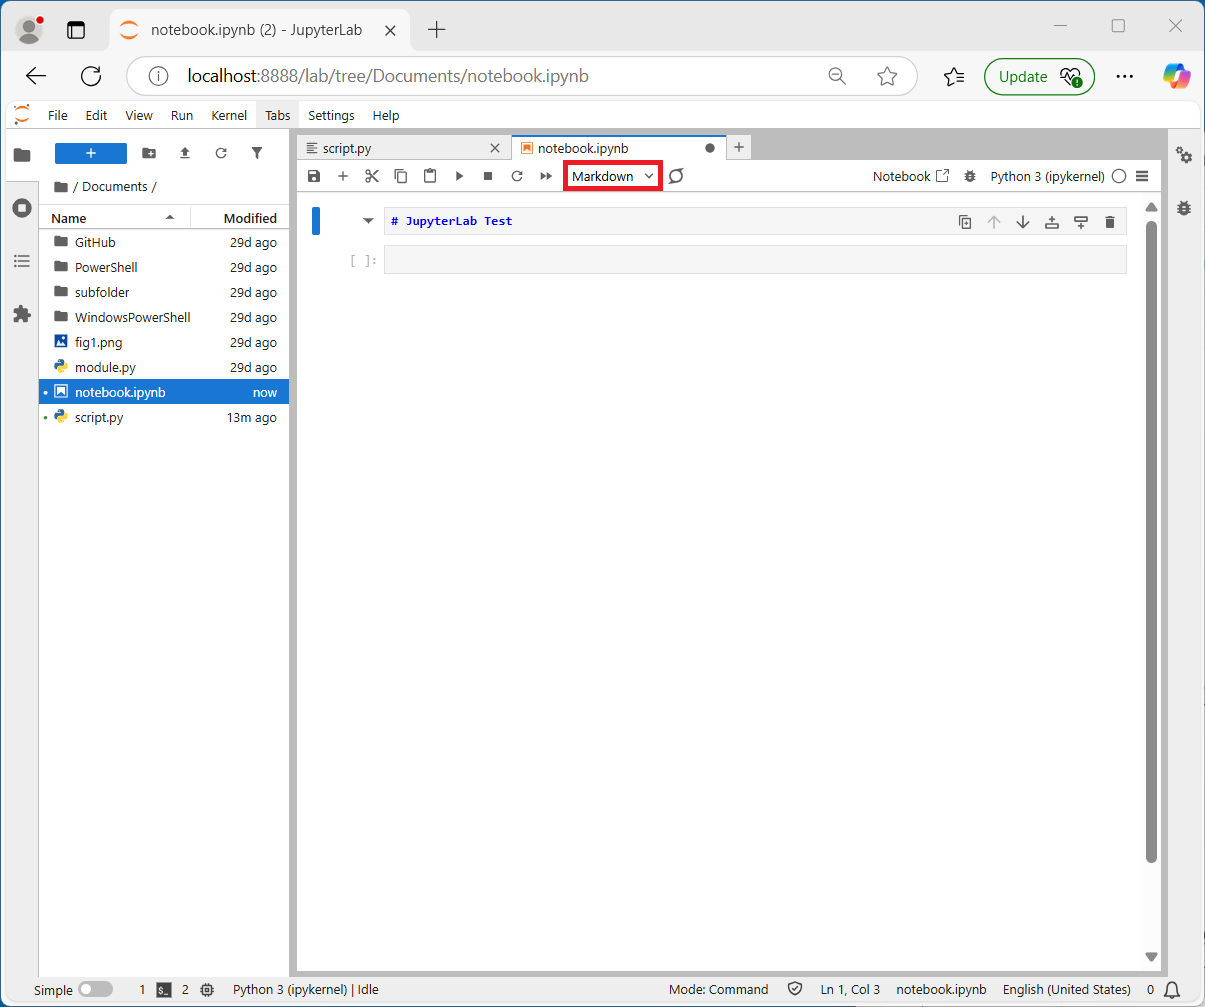 notebook.ipynb (2) - JupyterLab
localhost:8888/lab/tree/Documents/notebook.ipynb
Update
File Edit View Run Kernel Tabs Settings Help
script.py
notebook.ipynb
Markdown
Notebook
Python 3 (ipykernel)
/ Documents /
Name Modified
GitHub 29d ago
PowerShell 29d ago
subfolder 29d ago
WindowsPowerShell 29d ago
fig1.png 29d ago
module.py 29d ago
notebook.ipynb now
script.py 13m ago
# JupyterLab Test
[ ]:
Simple 1 $_ 2 Python 3 (ipykernel) | Idle Mode: Command Ln 1, Col 3 notebook.ipynb English (United States) 0